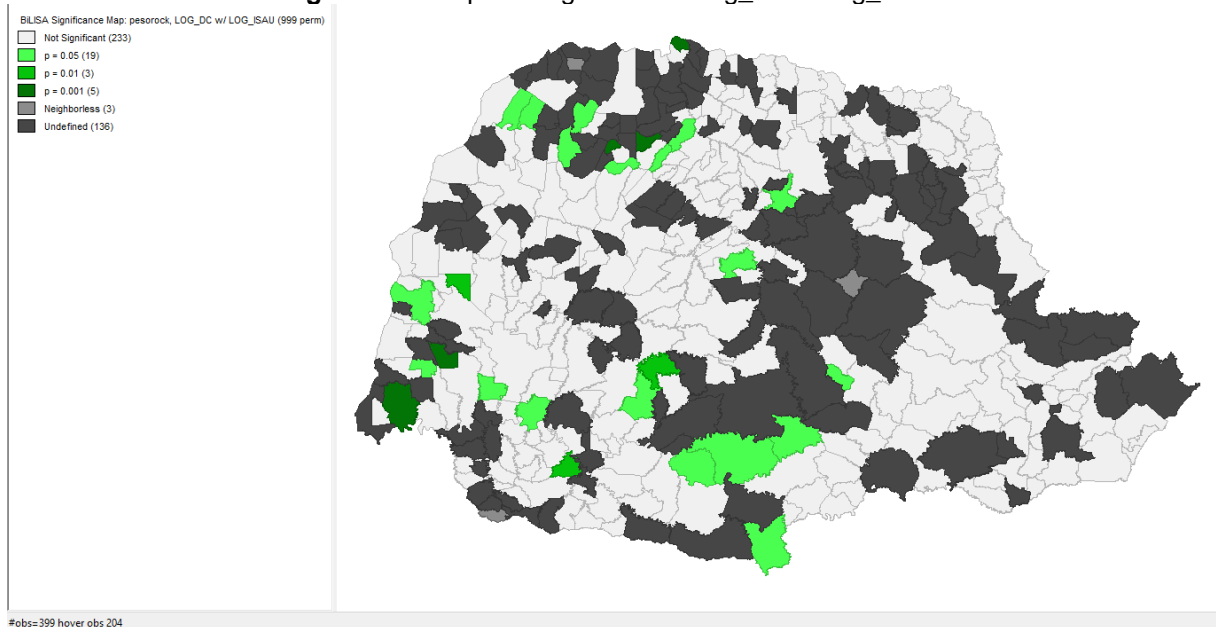 BiLISA Significance Map: pesorock, LOG_DC w/ LOG_ISAU (999 perm)
Not Significant (233)
p = 0.05 (19)
p = 0.01 (3)
p = 0.001 (5)
Neighborless (3)
Undefined (136)
#obs=399 hover obs 204